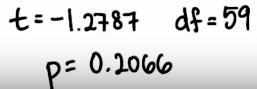 t = -1.2787 df = 59
p = 0.2066